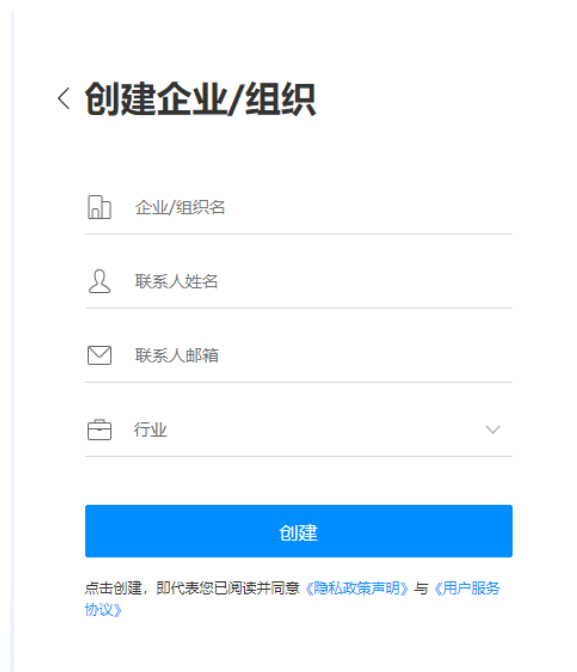 创建企业/组织
企业/组织名
联系人姓名
联系人邮箱
行业
创建
点击创建，即代表您已阅读并同意《隐私政策声明》与《用户服务
协议》